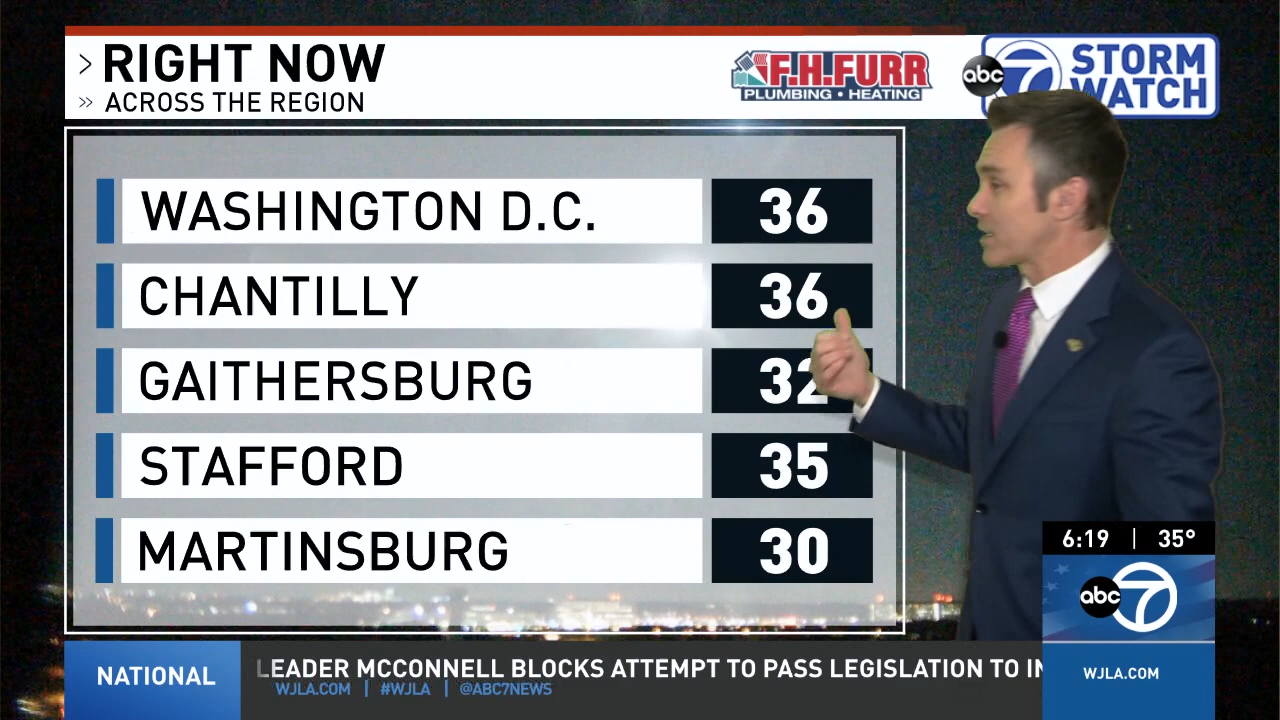 > RIGHT NOW
» ACROSS THE REGION
F.H.FURR
PLUMBING • HEATING
abc 7 STORM WATCH
WASHINGTON D.C. 36
CHANTILLY 36
GAITHERSBURG 32
STAFFORD 35
MARTINSBURG 30
6:19 | 35°
abc 7
NATIONAL
LEADER MCCONNELL BLOCKS ATTEMPT TO PASS LEGISLATION TO IN
WJLA.COM | #WJLA | @ABC7NEWS
WJLA.COM